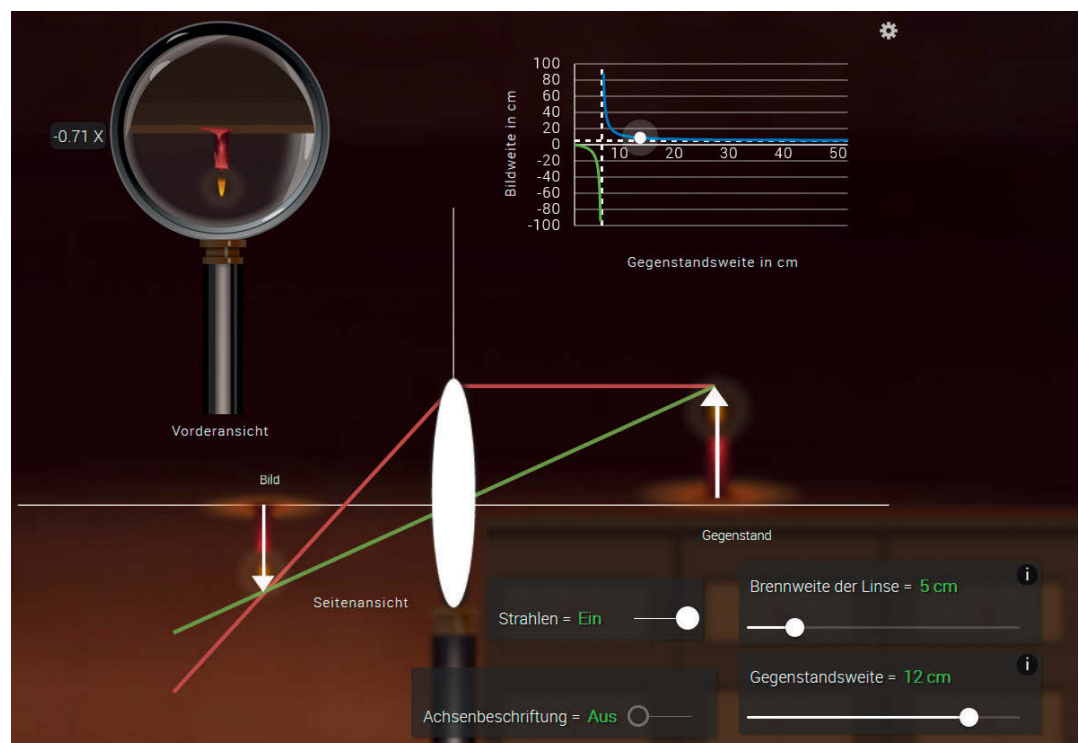 -0.71 X
100
80
60
40
20
0
-20
-40
-60
-80
-100
10 20 30 40 50
Bildweite in cm
Gegenstandsweite in cm
Vorderansicht
Bild
Seitenansicht
Gegenstand
Strahlen = Ein
Brennweite der Linse = 5 cm
i
Achsenbeschriftung = Aus
Gegenstandsweite = 12 cm
i